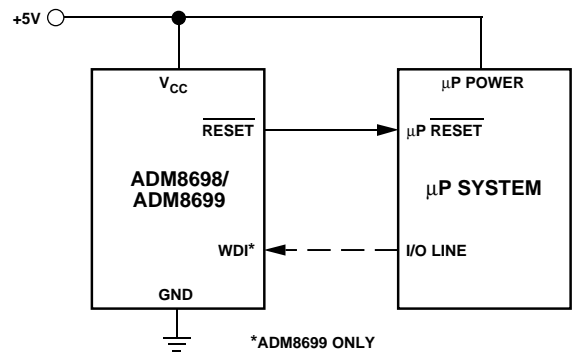 +5V
VCC
RESET
ADM8698/
ADM8699
WDI*
GND
μP POWER
μP RESET
μP SYSTEM
I/O LINE
*ADM8699 ONLY